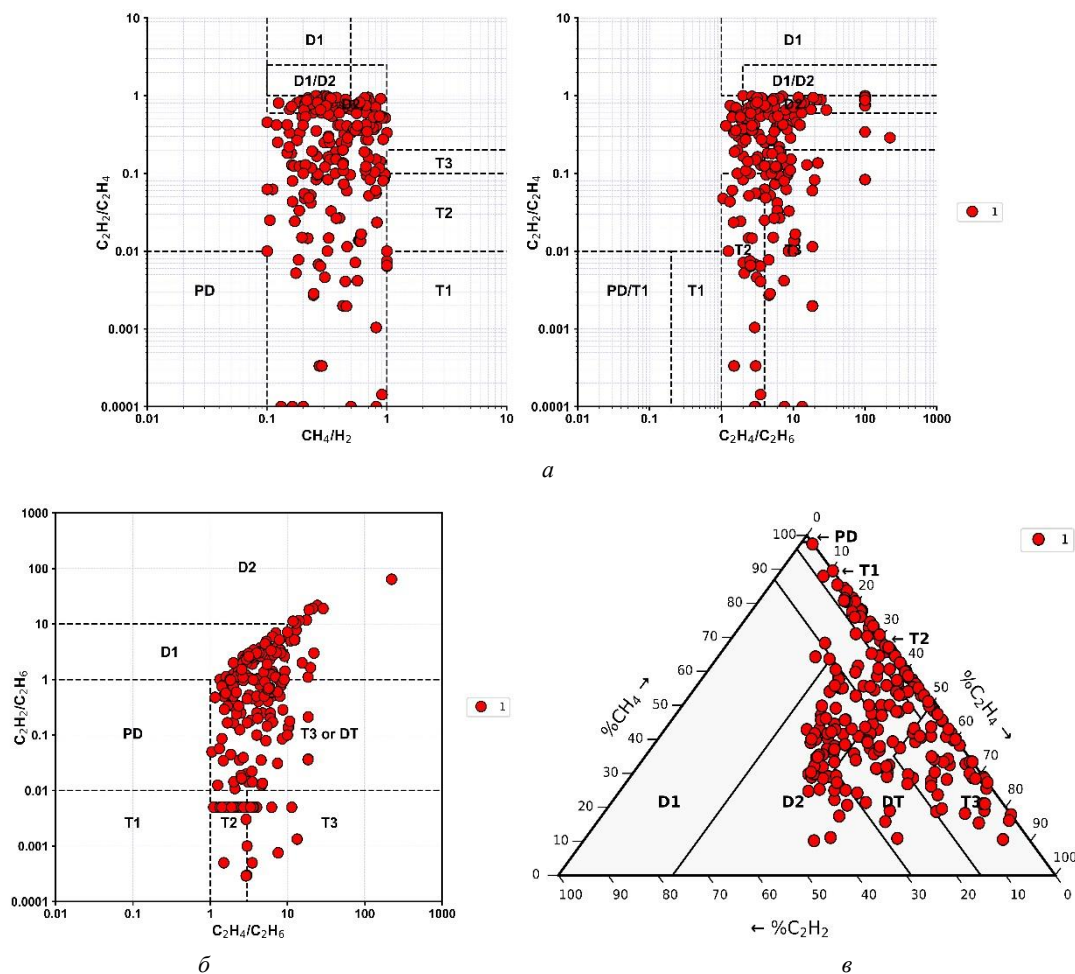 10
1
0.1
0.01
0.001
0.0001
C₂H₂/C₂H₄
D1
D1/D2
D2
T3
T2
PD
T1
0.01
0.1
1
10
CH₄/H₂
10
1
0.1
0.01
0.001
0.0001
C₂H₂/C₂H₄
D1
D1/D2
D2
T2
T3
PD/T1
T1
0.01
0.1
1
10
100
1000
C₂H₄/C₂H₆
1
а
1000
100
10
1
0.1
0.01
0.001
0.0001
C₂H₂/C₂H₆
D2
D1
PD
T3 or DT
T1
T2
T3
0.01
0.1
1
10
100
1000
C₂H₄/C₂H₆
1
б
100
90
80
70
60
50
40
30
20
10
0
%CH₄ →
0
10
20
30
40
50
60
70
80
90
100
%C₂H₄ →
← PD
← T1
← T2
D1
D2
DT
T3
100
90
80
70
60
50
40
30
20
10
0
← %C₂H₂
1
в